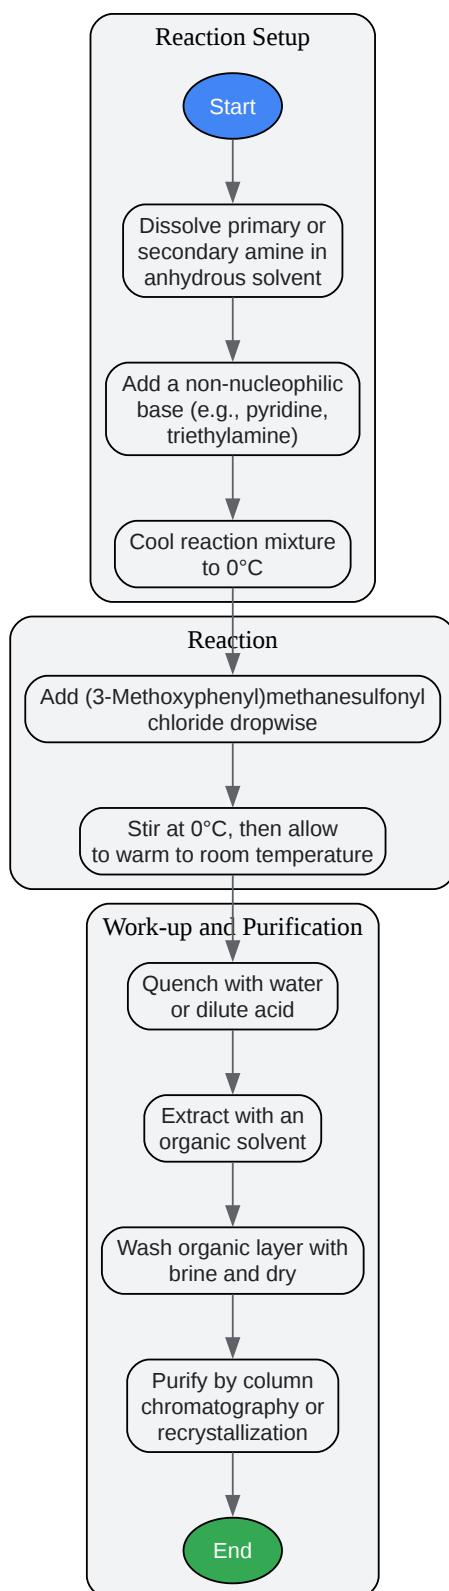 Reaction Setup
Start
Dissolve primary or
secondary amine in
anhydrous solvent
Add a non-nucleophilic
base (e.g., pyridine,
triethylamine)
Cool reaction mixture
to 0°C
Reaction
Add (3-Methoxyphenyl)methanesulfonyl
chloride dropwise
Stir at 0°C, then allow
to warm to room temperature
Work-up and Purification
Quench with water
or dilute acid
Extract with an
organic solvent
Wash organic layer with
brine and dry
Purify by column
chromatography or
recrystallization
End